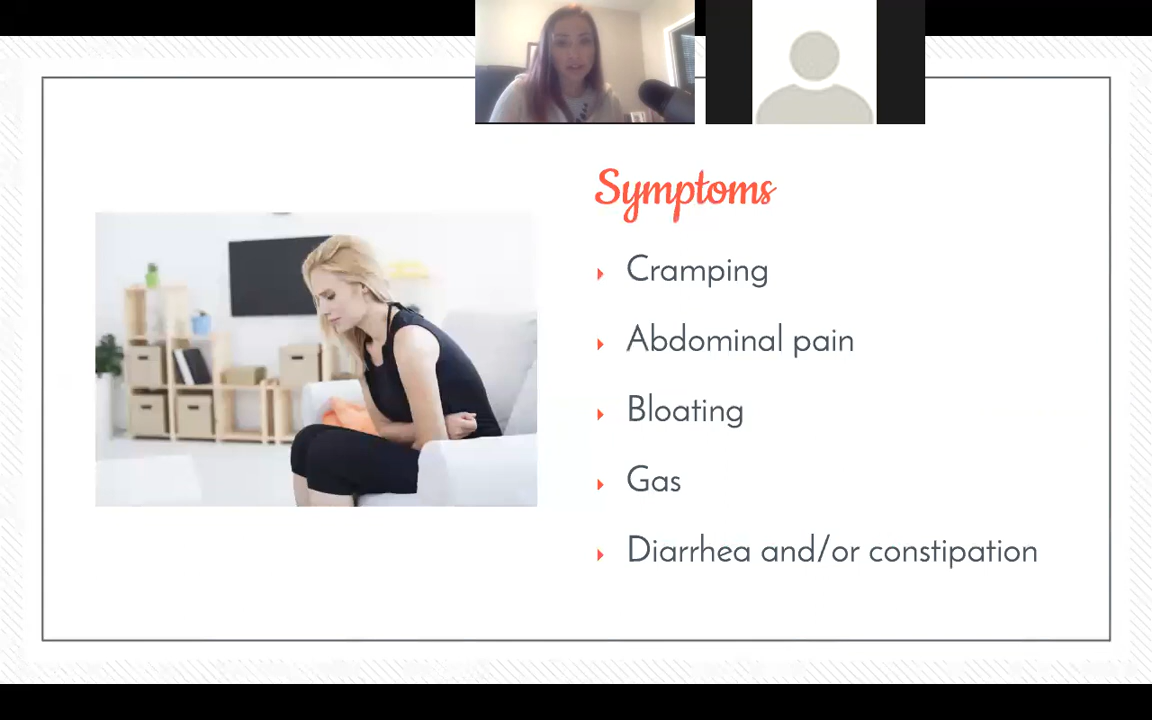 Symptoms
Cramping
Abdominal pain
Bloating
Gas
Diarrhea and/or constipation